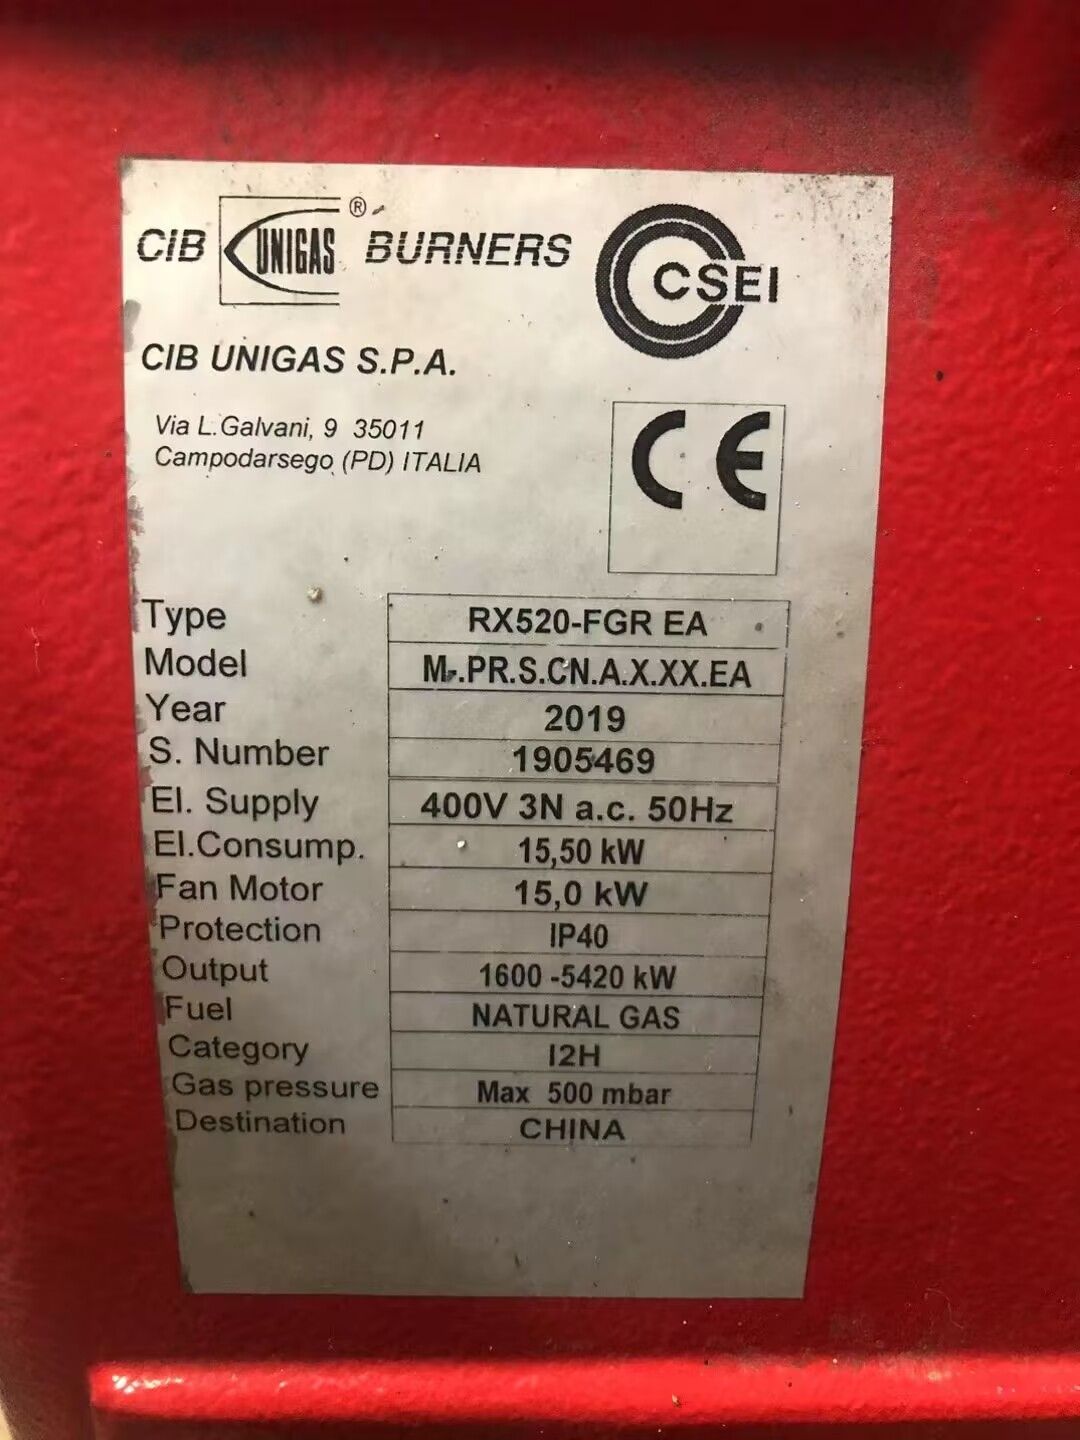 CIB UNIGAS® BURNERS
CSEI
CIB UNIGAS S.P.A.
Via L.Galvani, 9 35011
Campodarsego (PD) ITALIA
CE
Type RX520-FGR EA
Model M-.PR.S.CN.A.X.XX.EA
Year 2019
S. Number 1905469
El. Supply 400V 3N a.c. 50Hz
El.Consump. 15,50 kW
Fan Motor 15,0 kW
Protection IP40
Output 1600 -5420 kW
Fuel NATURAL GAS
Category I2H
Gas pressure Max 500 mbar
Destination CHINA